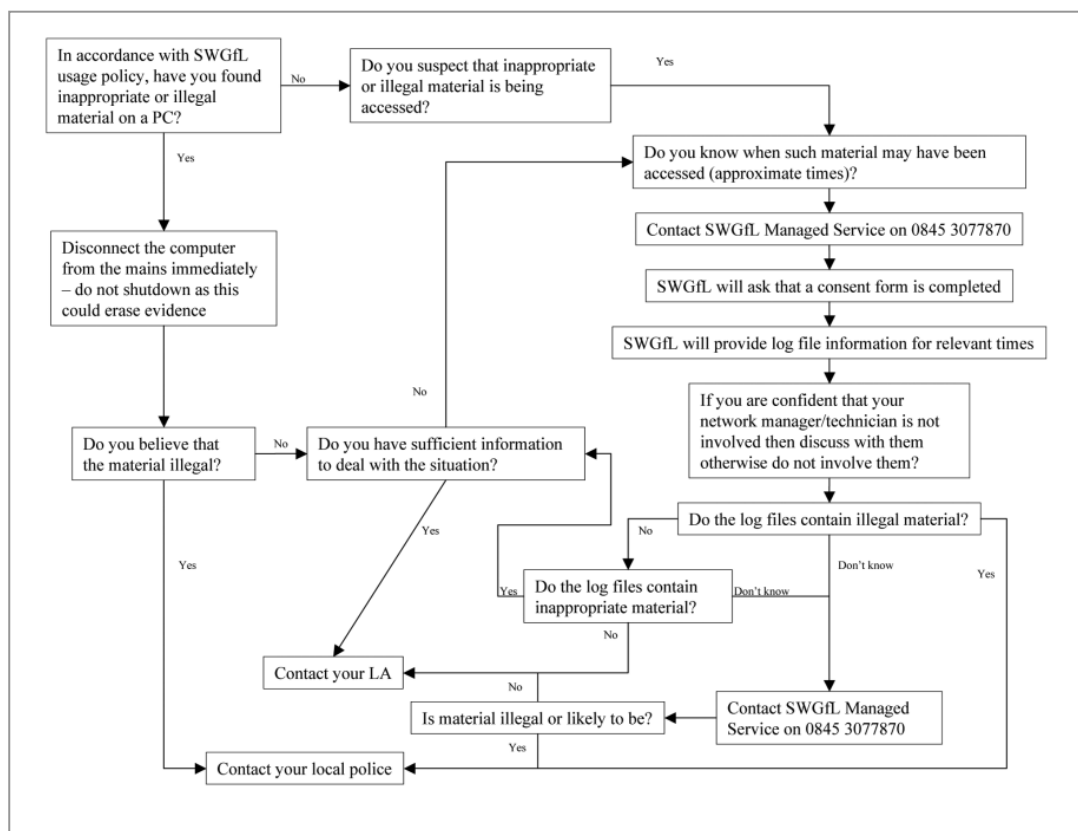 In accordance with SWGfL
usage policy, have you found
inappropriate or illegal
material on a PC?
No
Do you suspect that inappropriate
or illegal material is being
accessed?
Yes
Yes
Do you know when such material may have been
accessed (approximate times)?
Contact SWGfL Managed Service on 0845 3077870
Disconnect the computer
from the mains immediately
– do not shutdown as this
could erase evidence
SWGfL will ask that a consent form is completed
SWGfL will provide log file information for relevant times
No
If you are confident that your
network manager/technician is
not
involved then discuss with them
otherwise do not involve them?
Do you believe that
the material illegal?
No
Do you have sufficient information
to deal with the situation?
Do the log files contain illegal material?
Yes
No
Don't know
Yes
Yes
Do the log files contain
inappropriate material?
Yes
Don't know
No
Contact your LA
No
Contact SWGfL Managed
Service on 0845 3077870
Is material illegal or likely to be?
Yes
Contact your local police